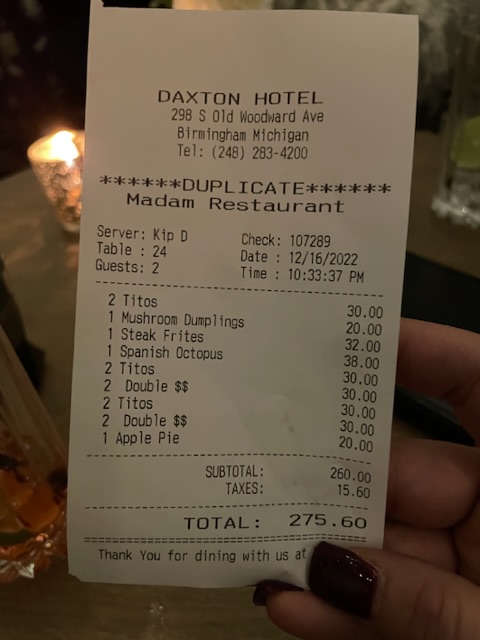 DAXTON HOTEL
298 S Old Woodward Ave
Birmingham Michigan
Tel: (248) 283-4200
******DUPLICATE******
Madam Restaurant
Server: Kip D Check: 107289
Table : 24 Date : 12/16/2022
Guests: 2 Time : 10:33:37 PM
2 Titos 30.00
1 Mushroom Dumplings 20.00
1 Steak Frites 32.00
1 Spanish Octopus 38.00
2 Titos 30.00
2 Double $$ 30.00
2 Titos 30.00
2 Double $$ 30.00
1 Apple Pie 20.00
SUBTOTAL: 260.00
TAXES: 15.60
TOTAL: 275.60
Thank You for dining with us at